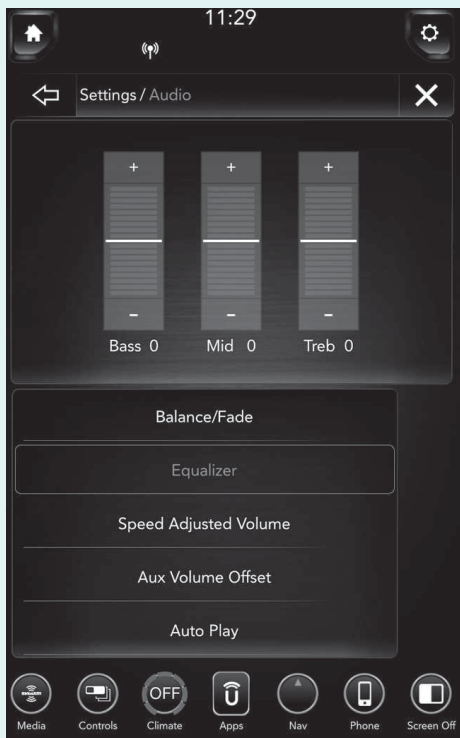 11:29
Settings / Audio
+ + +
– – –
Bass 0 Mid 0 Treb 0
Balance/Fade
Equalizer
Speed Adjusted Volume
Aux Volume Offset
Auto Play
OFF
Media Controls Climate Apps Nav Phone Screen Off